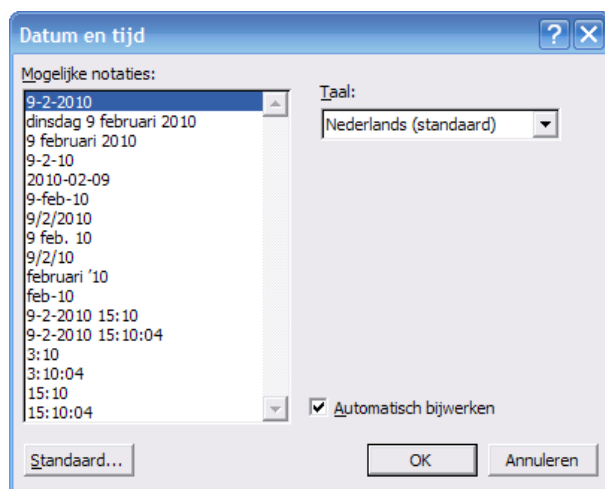 Datum en tijd
Mogelijke notaties:
9-2-2010
dinsdag 9 februari 2010
9 februari 2010
9-2-10
2010-02-09
9-feb-10
9/2/2010
9 feb. 10
9/2/10
februari '10
feb-10
9-2-2010 15:10
9-2-2010 15:10:04
3:10
3:10:04
15:10
15:10:04
Taal:
Nederlands (standaard)
Automatisch bijwerken
Standaard...
OK
Annuleren